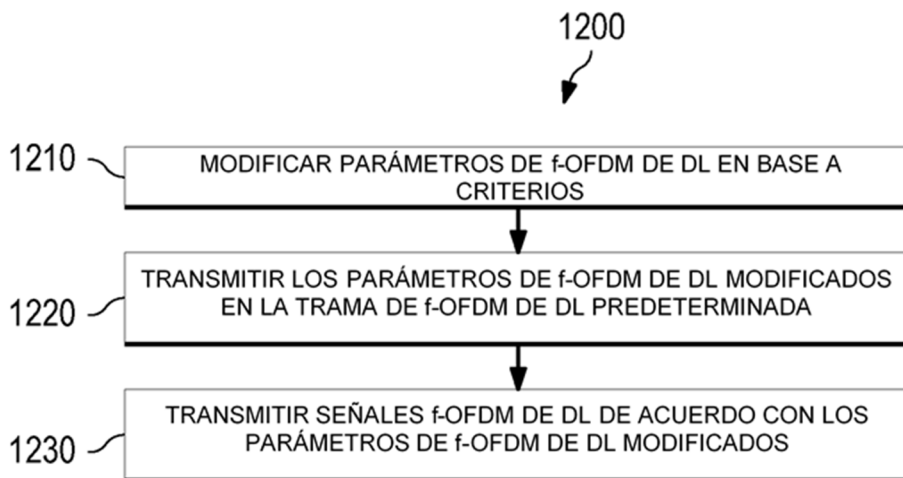 1200
1210
MODIFICAR PARÁMETROS DE f-OFDM DE DL EN BASE A
CRITERIOS
1220
TRANSMITIR LOS PARÁMETROS DE f-OFDM DE DL MODIFICADOS
EN LA TRAMA DE f-OFDM DE DL PREDETERMINADA
1230
TRANSMITIR SEÑALES f-OFDM DE DL DE ACUERDO CON LOS
PARÁMETROS DE f-OFDM DE DL MODIFICADOS